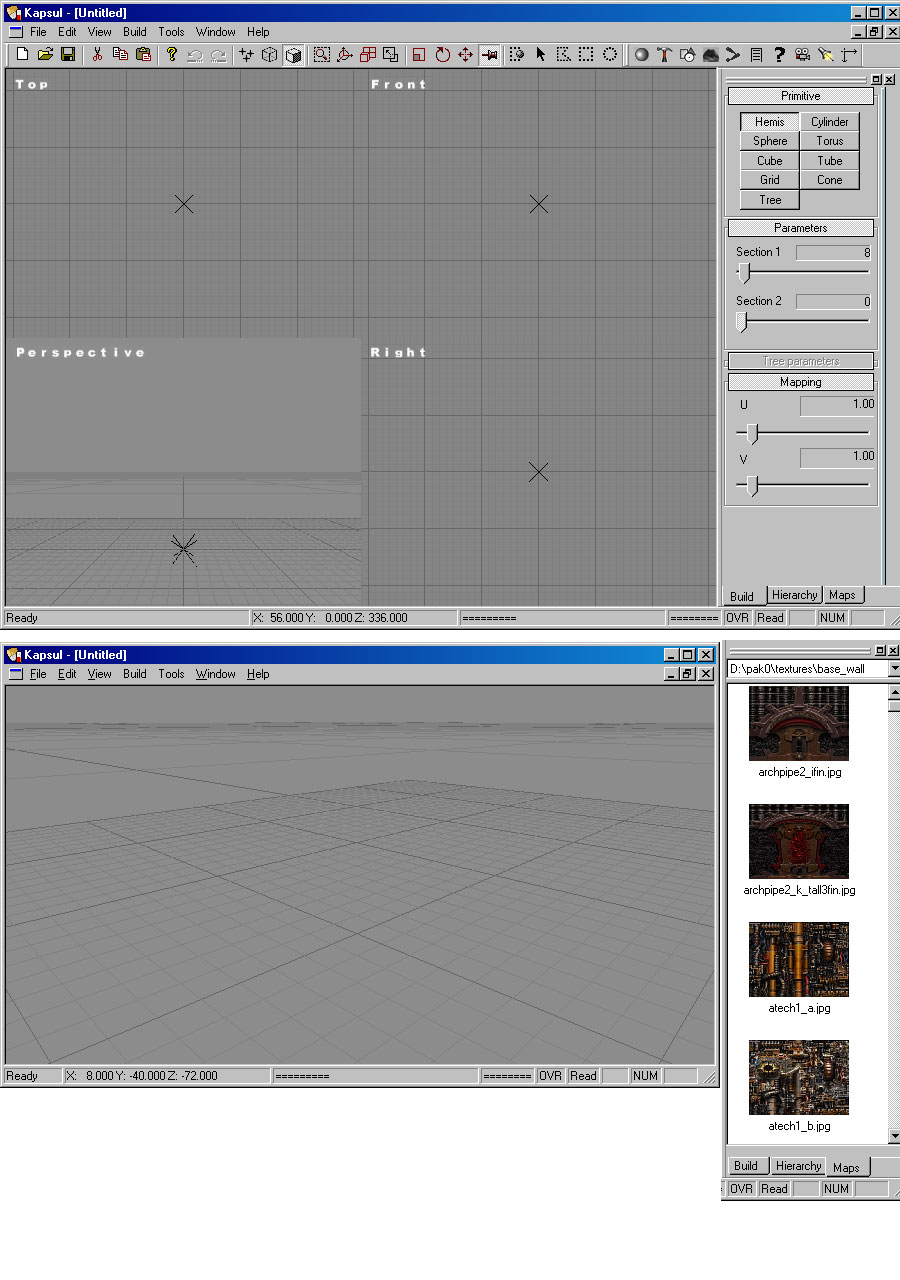 Kapsul - [Untitled]
File Edit View Build Tools Window Help
Top
Front
Perspective
Right
Primitive
Hemis Cylinder
Sphere Torus
Cube Tube
Grid Cone
Tree
Parameters
Section 1 8
Section 2 0
Tree parameters
Mapping
U 1.00
V 1.00
Build Hierarchy Maps
Ready X: 56.000 Y: 0.000 Z: 336.000 ========= ======== OVR Read NUM
Kapsul - [Untitled]
File Edit View Build Tools Window Help
Ready X: 8.000 Y: -40.000 Z: -72.000 ========= ======== OVR Read NUM
D:\pak0\textures\base_wall
archpipe2_ifin.jpg
archpipe2_k_tall3fin.jpg
atech1_a.jpg
atech1_b.jpg
Build Hierarchy Maps
OVR Read NUM